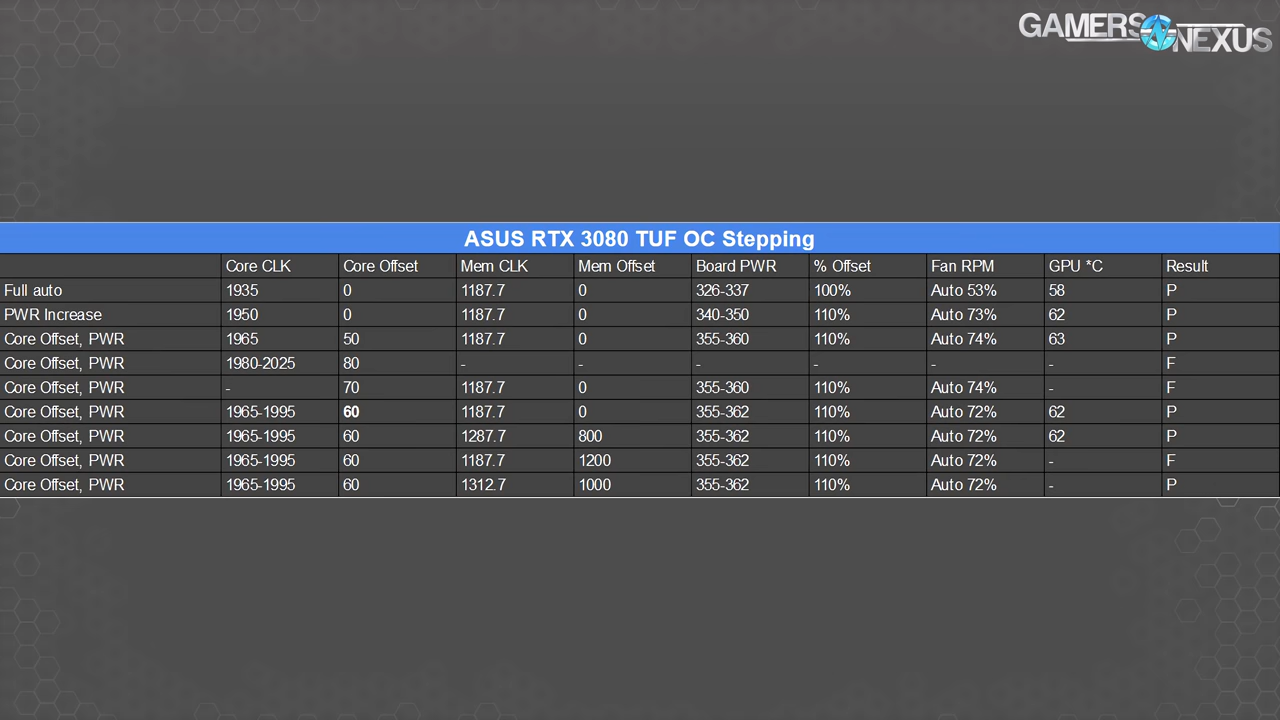 GAMERS NEXUS
ASUS RTX 3080 TUF OC Stepping
Core CLK Core Offset Mem CLK Mem Offset Board PWR % Offset Fan RPM GPU *C Result
Full auto 1935 0 1187.7 0 326-337 100% Auto 53% 58 P
PWR Increase 1950 0 1187.7 0 340-350 110% Auto 73% 62 P
Core Offset, PWR 1965 50 1187.7 0 355-360 110% Auto 74% 63 P
Core Offset, PWR 1980-2025 80 - - - - - - F
Core Offset, PWR - 70 1187.7 0 355-360 110% Auto 74% - F
Core Offset, PWR 1965-1995 60 1187.7 0 355-362 110% Auto 72% 62 P
Core Offset, PWR 1965-1995 60 1287.7 800 355-362 110% Auto 72% 62 P
Core Offset, PWR 1965-1995 60 1187.7 1200 355-362 110% Auto 72% - F
Core Offset, PWR 1965-1995 60 1312.7 1000 355-362 110% Auto 72% - P